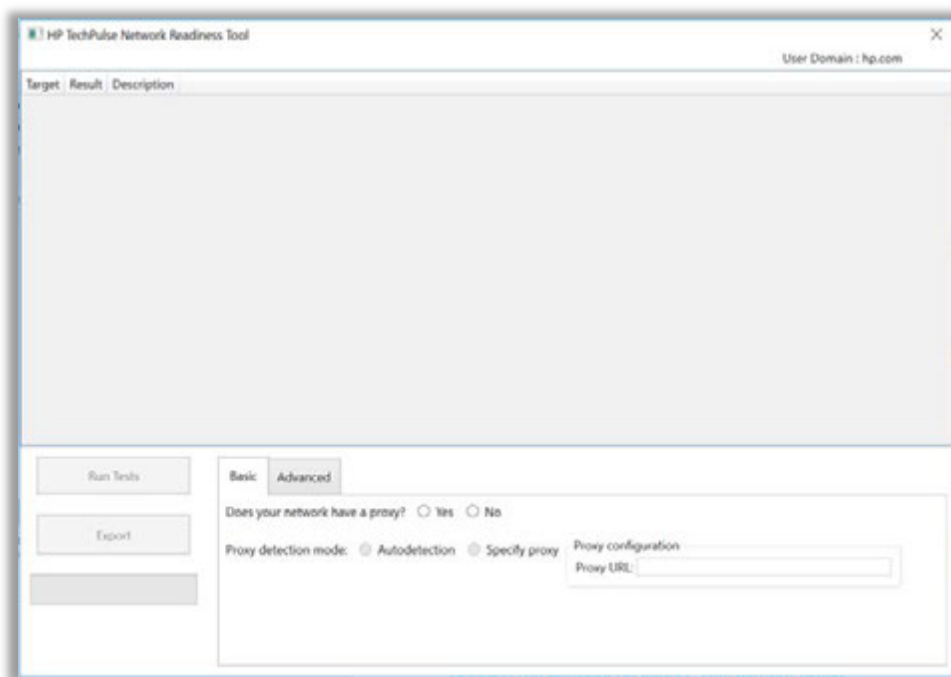 HP TechPulse Network Readiness Tool
User Domain : hp.com
Target Result Description
Run Tests
Export
Basic Advanced
Does your network have a proxy? Yes No
Proxy detection mode: Autodetection Specify proxy
Proxy configuration
Proxy URL: